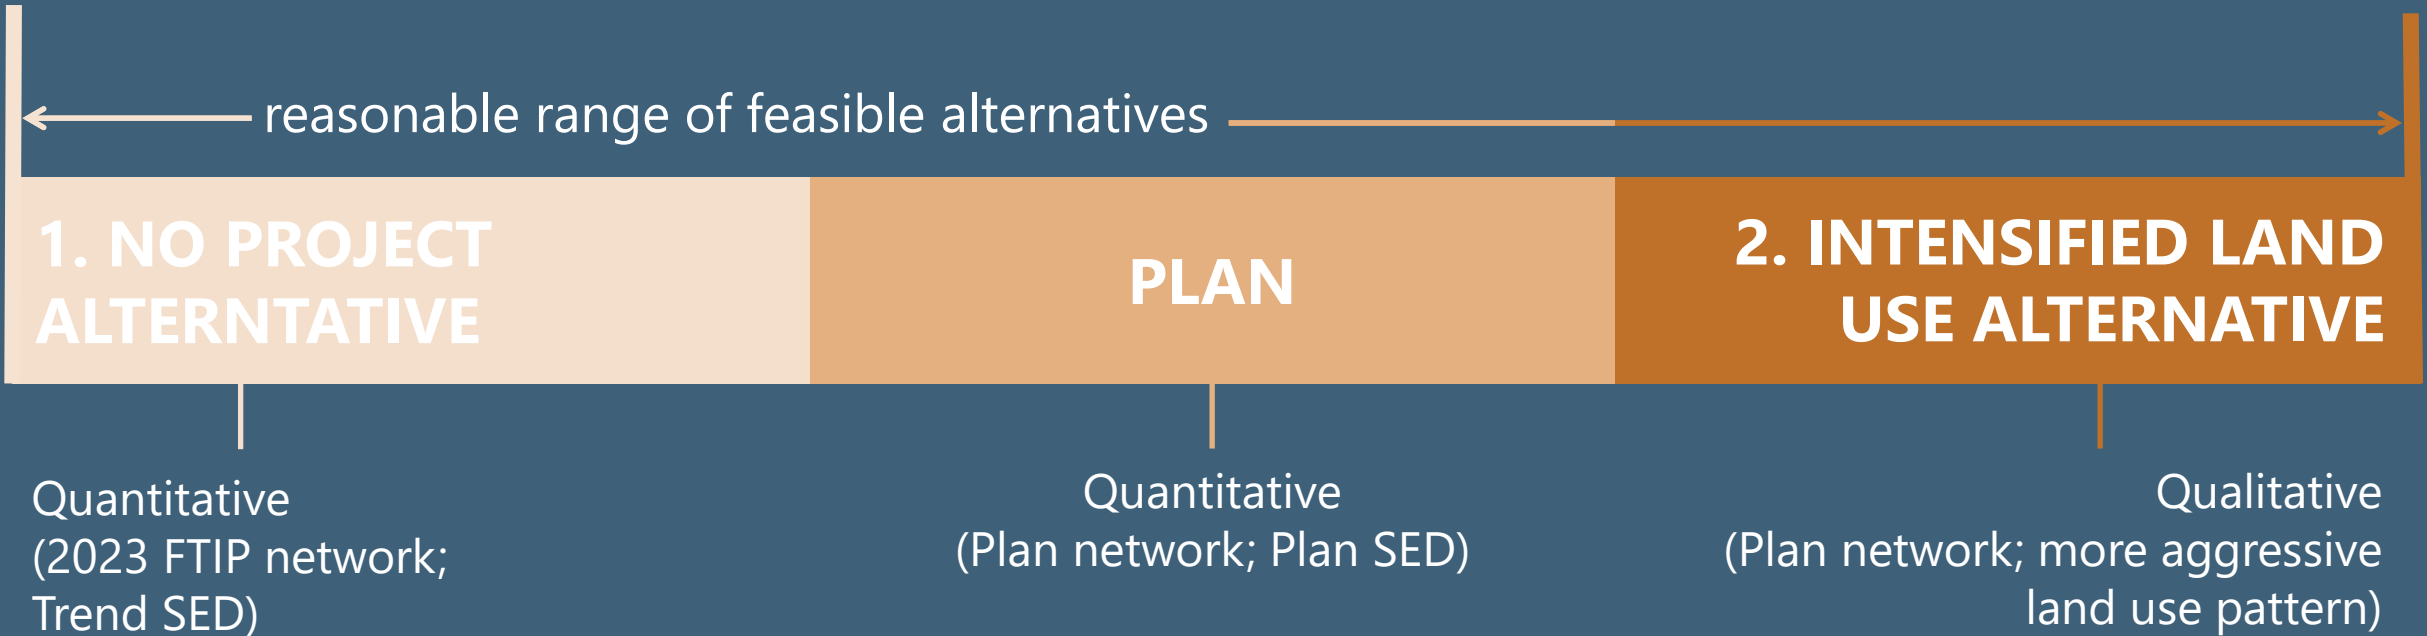 reasonable range of feasible alternatives
1. NO PROJECT
ALTERNTATIVE
PLAN
2. INTENSIFIED LAND
USE ALTERNATIVE
Quantitative
(2023 FTIP network;
Trend SED)
Quantitative
(Plan network; Plan SED)
Qualitative
(Plan network; more aggressive
land use pattern)